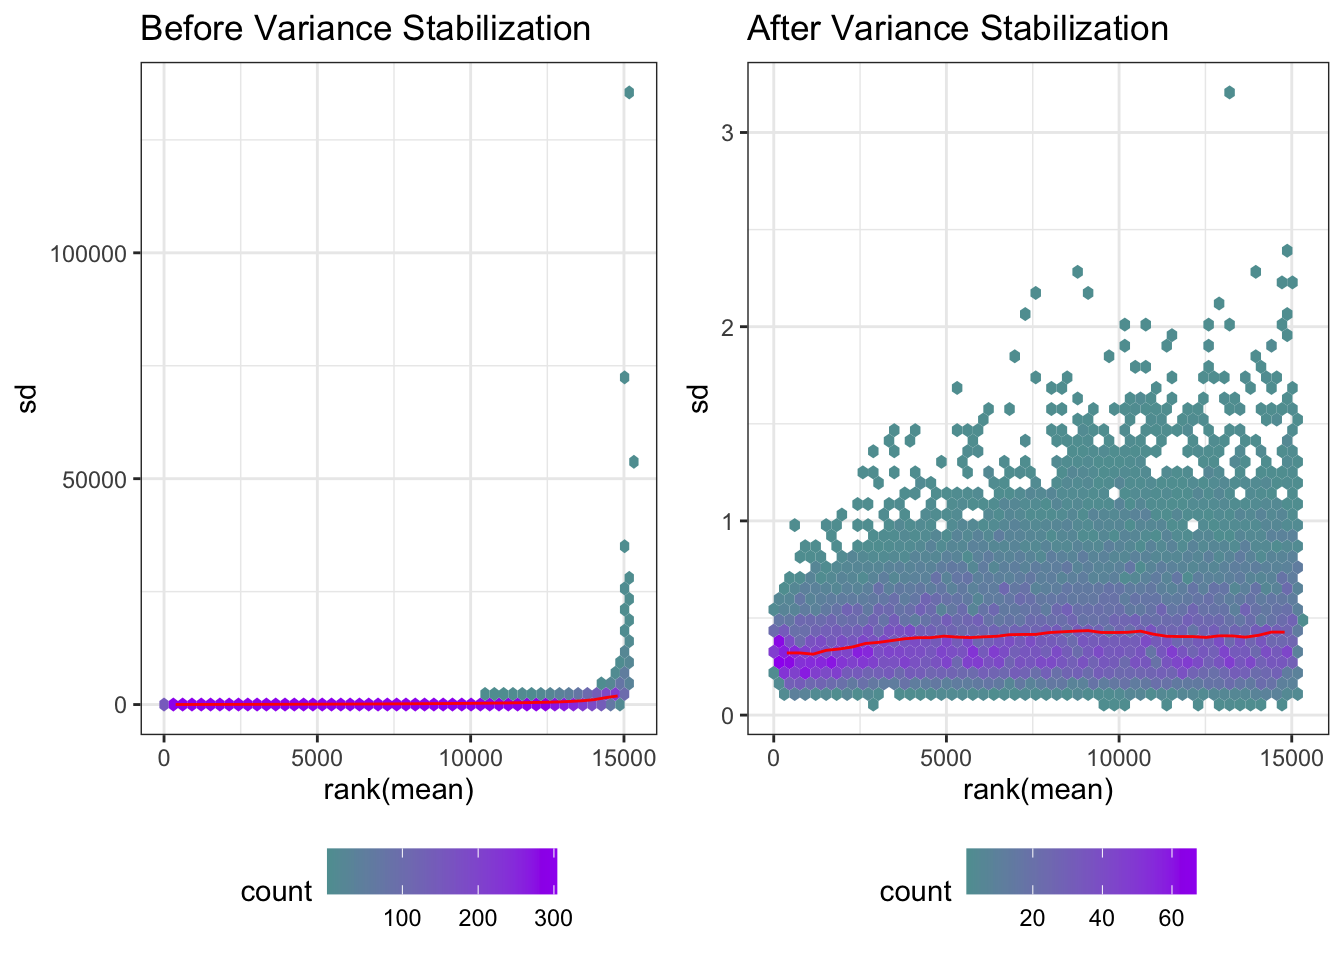 Before Variance Stabilization
After Variance Stabilization
sd
100000
50000
0
0
5000
10000
15000
rank(mean)
count
100
200
300
sd
3
2
1
0
0
5000
10000
15000
rank(mean)
count
20
40
60